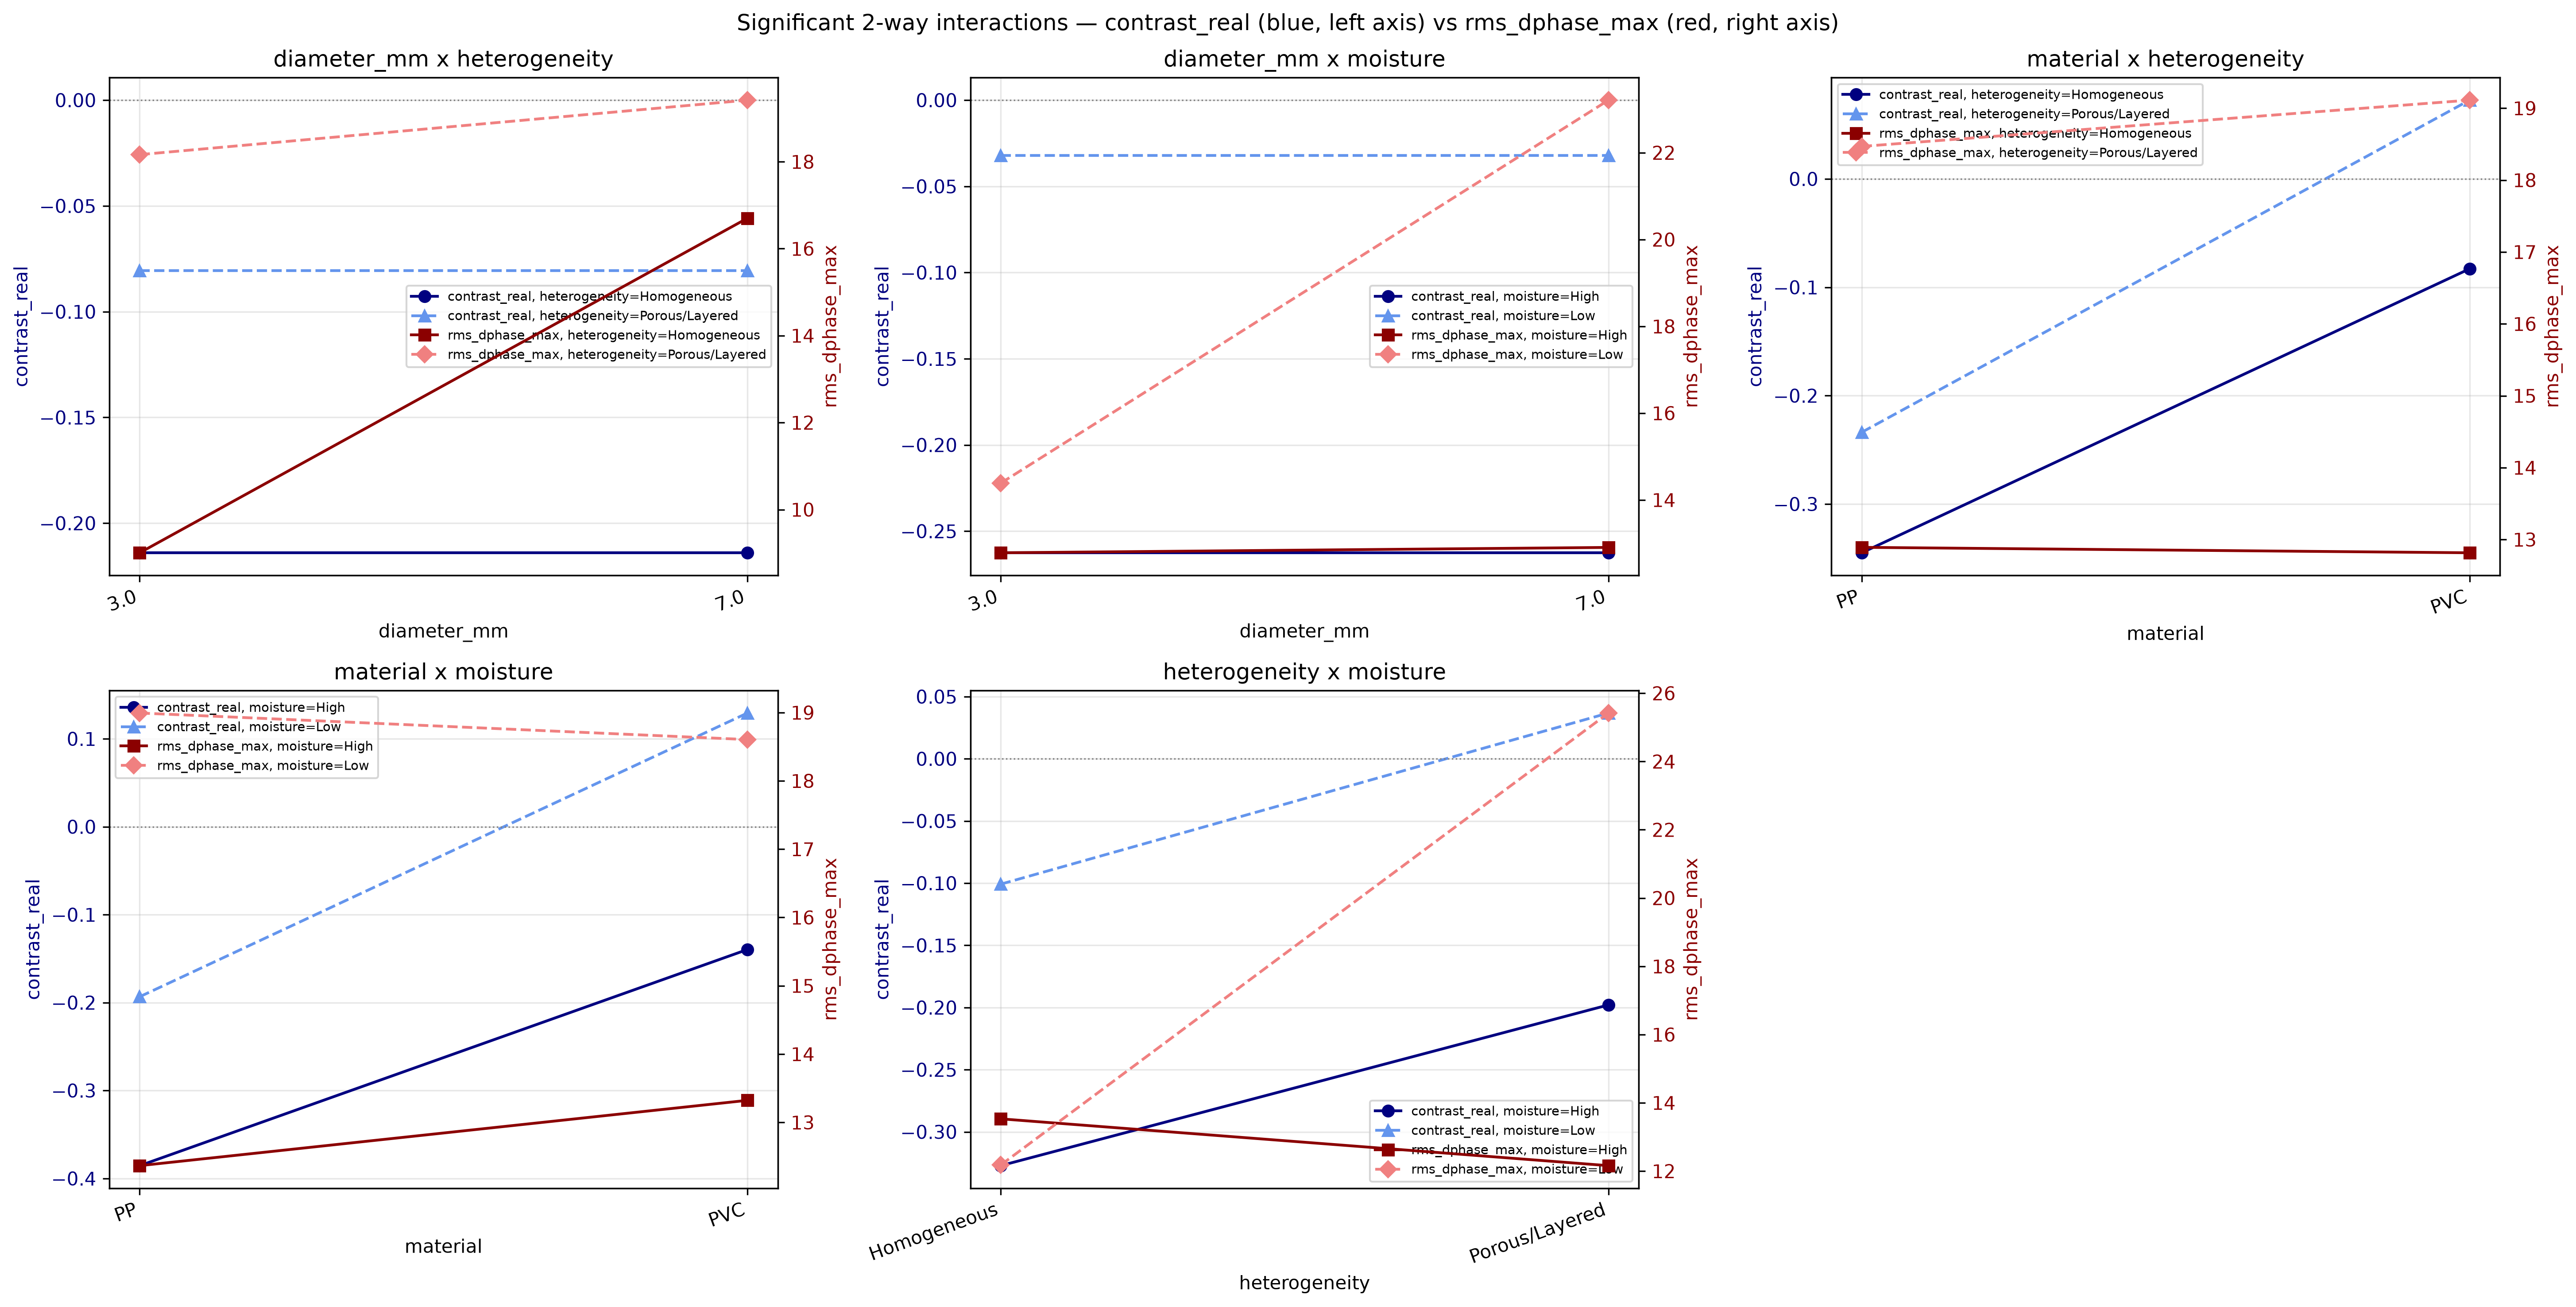 Significant 2-way interactions — contrast_real (blue, left axis) vs rms_dphase_max (red, right axis)
diameter_mm x heterogeneity
0.00
−0.05
−0.10
−0.15
−0.20
contrast_real
18
16
14
12
10
rms_dphase_max
contrast_real, heterogeneity=Homogeneous
contrast_real, heterogeneity=Porous/Layered
rms_dphase_max, heterogeneity=Homogeneous
rms_dphase_max, heterogeneity=Porous/Layered
3.0
7.0
diameter_mm
diameter_mm x moisture
0.00
−0.05
−0.10
−0.15
−0.20
−0.25
contrast_real
22
20
18
16
14
rms_dphase_max
contrast_real, moisture=High
contrast_real, moisture=Low
rms_dphase_max, moisture=High
rms_dphase_max, moisture=Low
3.0
7.0
diameter_mm
material x heterogeneity
0.0
−0.1
−0.2
−0.3
contrast_real
19
18
17
16
15
14
13
rms_dphase_max
contrast_real, heterogeneity=Homogeneous
contrast_real, heterogeneity=Porous/Layered
rms_dphase_max, heterogeneity=Homogeneous
rms_dphase_max, heterogeneity=Porous/Layered
PP
PVC
material
material x moisture
0.1
0.0
−0.1
−0.2
−0.3
−0.4
contrast_real
19
18
17
16
15
14
13
rms_dphase_max
contrast_real, moisture=High
contrast_real, moisture=Low
rms_dphase_max, moisture=High
rms_dphase_max, moisture=Low
PP
PVC
material
heterogeneity x moisture
0.05
0.00
−0.05
−0.10
−0.15
−0.20
−0.25
−0.30
contrast_real
26
24
22
20
18
16
14
12
rms_dphase_max
contrast_real, moisture=High
contrast_real, moisture=Low
rms_dphase_max, moisture=High
rms_dphase_max, moisture=Low
Homogeneous
Porous/Layered
heterogeneity